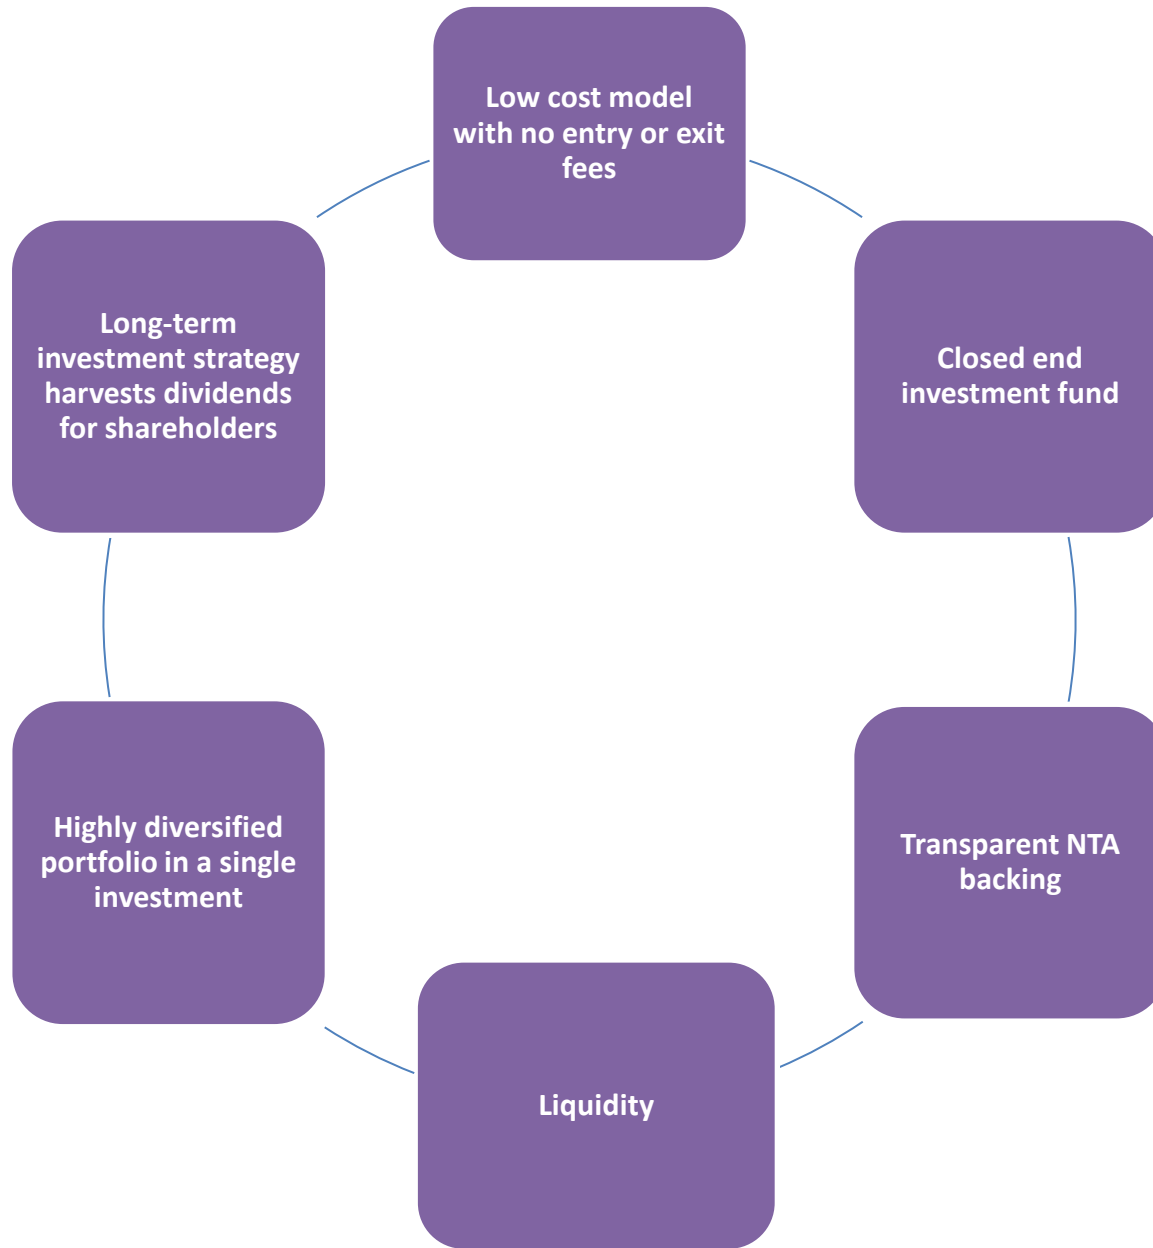 Low cost model
with no entry or exit
fees
Closed end
investment fund
Transparent NTA
backing
Liquidity
Highly diversified
portfolio in a single
investment
Long-term
investment strategy
harvests dividends
for shareholders